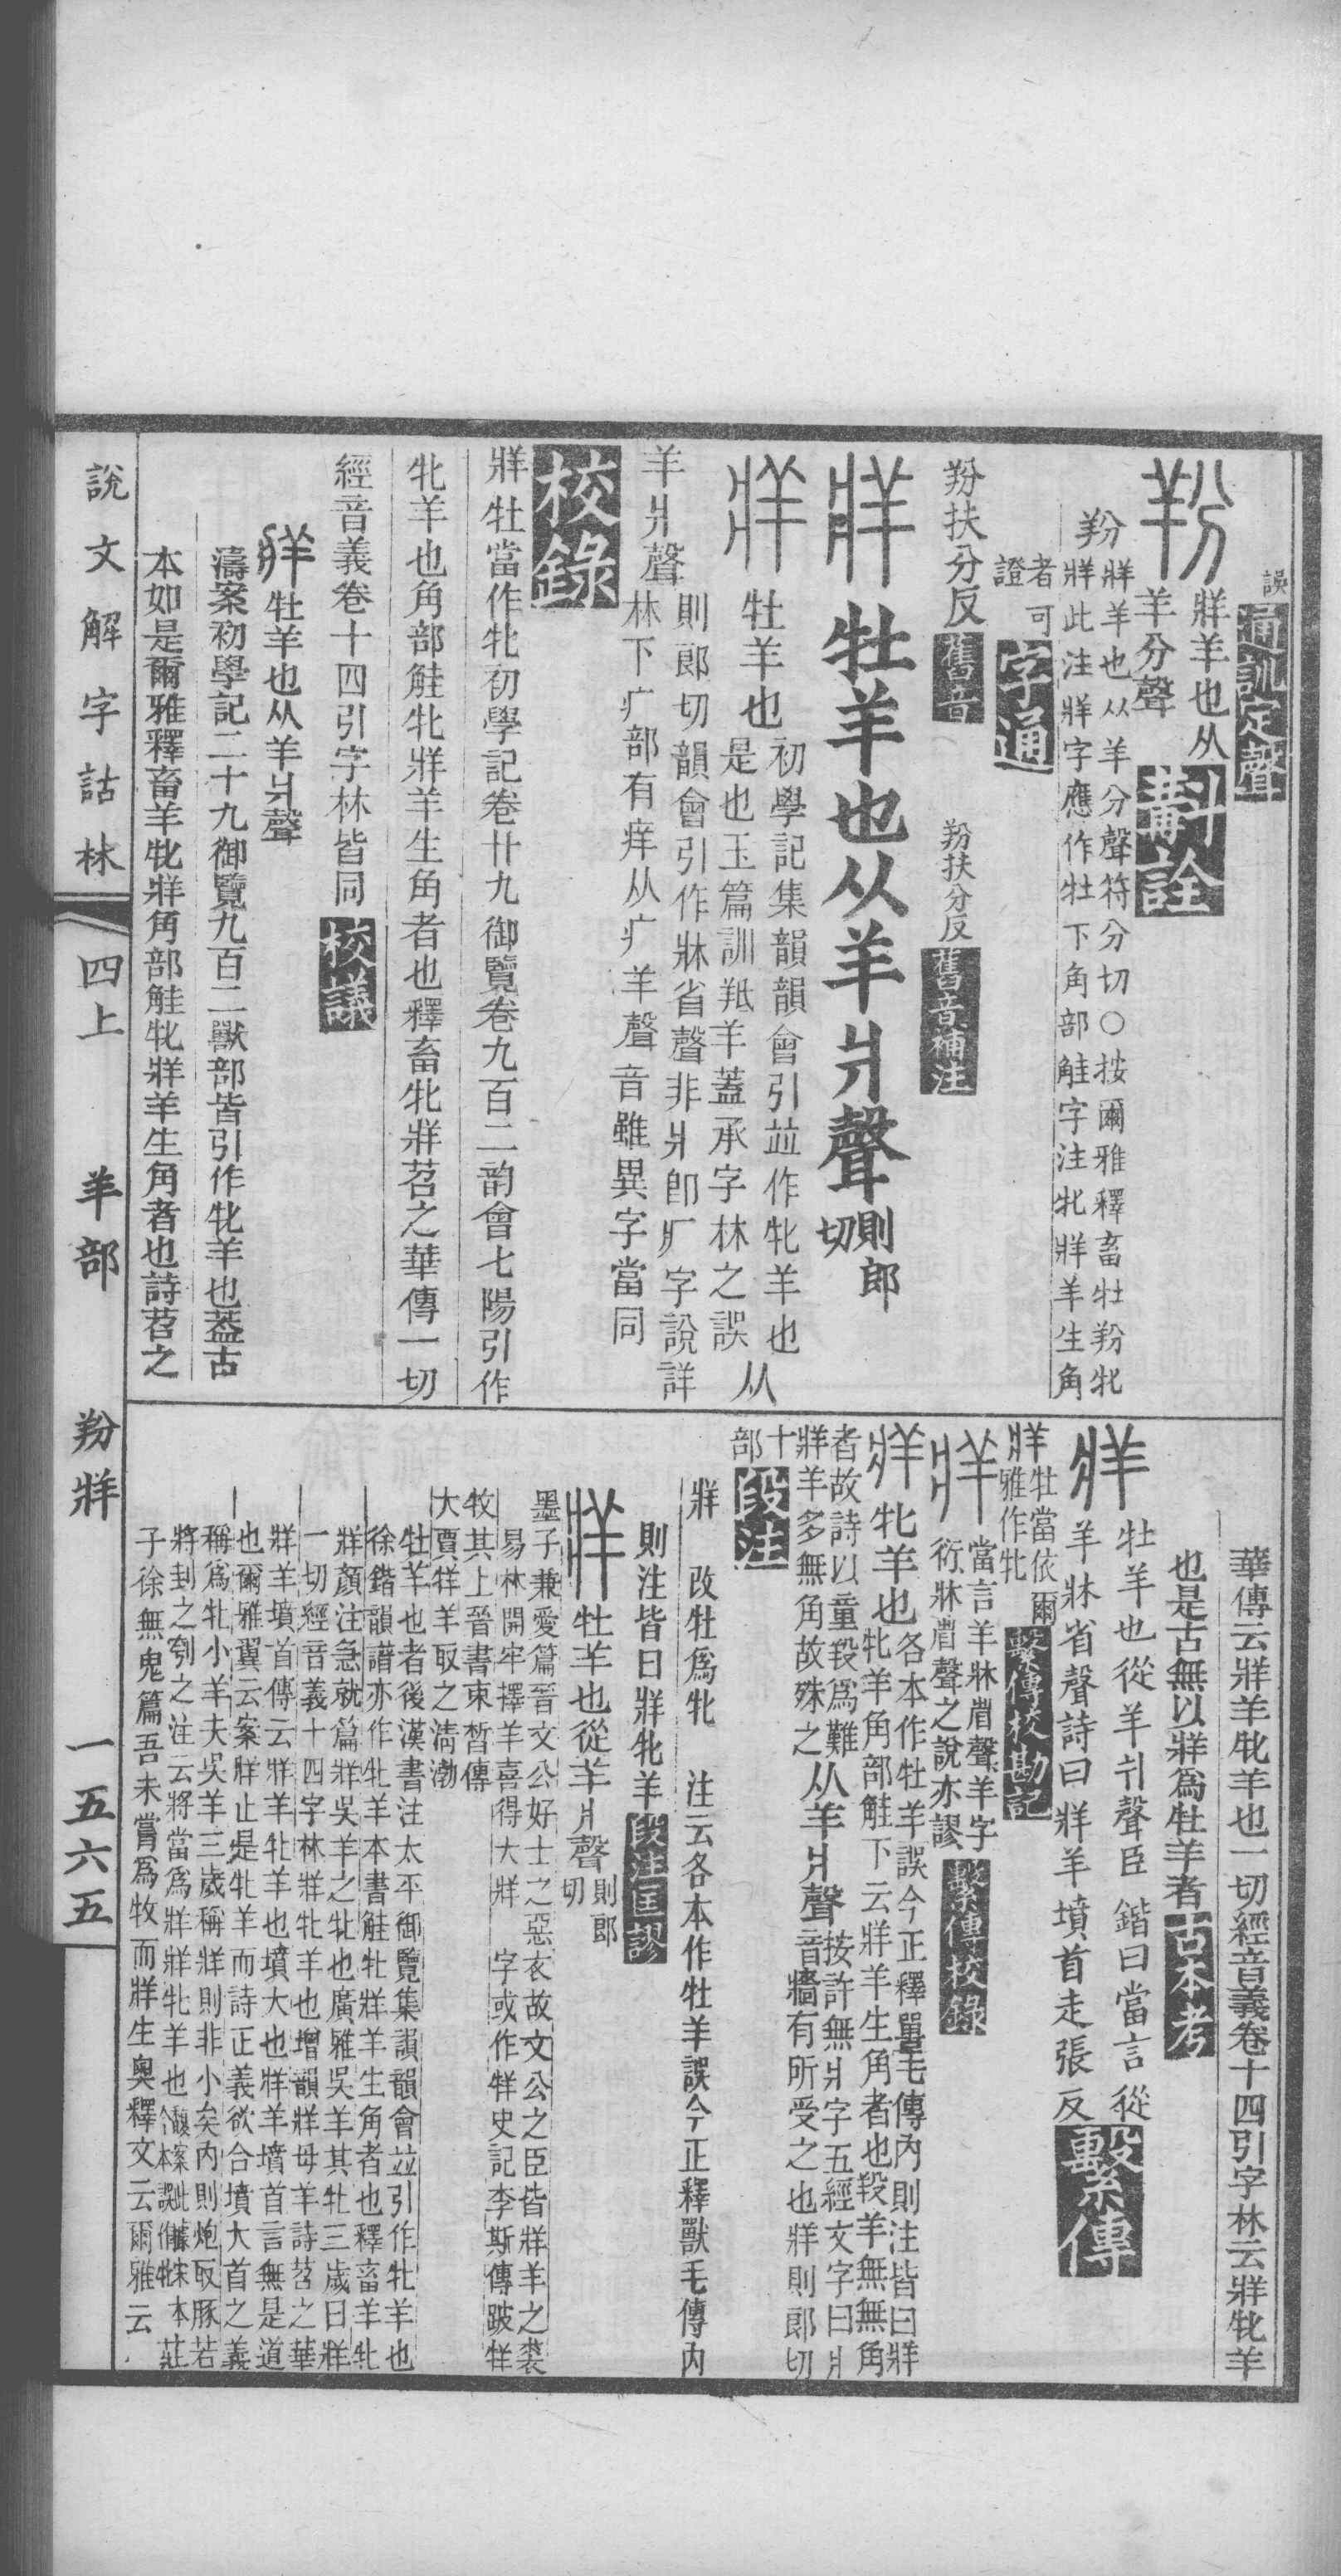 誤
通訓定聲
羒
牂羊也从
羊分聲
斠詮
羒
牂羊也从羊分聲符分切○按爾雅釋畜牡羒牝
牂此注牂字應作牡下角部觟字注牝牂羊生角
者可
證
字通
羒扶分反
舊音
羒扶分反
舊音補注
牂
牡羊也从羊爿聲
則郎
切
牂
牡羊也
初學記集韻韻會引並作牝羊也
是也玉篇訓羝羊蓋承字林之誤
从
羊爿聲
則郎切韻會引作牀省聲非爿卽疒字說詳
林下疒部有痒从疒羊聲音雖異字當同
校錄
牂牡當作牝初學記卷廿九御覽卷九百二韵會七陽引作
牝羊也角部觟牝牂羊生角者也釋畜牝牂苕之華傳一切
經音義卷十四引字林皆同
校議
牂
牡羊也从羊爿聲
濤案初學記二十九御覽九百二獸部皆引作牝羊也蓋古
本如是爾雅釋畜羊牝牂角部觟牝牂羊生角者也詩苕之
華傳云牂羊牝羊也一切經音義卷十四引字林云牂牝羊
也是古無以牂爲牡羊者
古本考
牂
牡羊也從羊爿聲臣鍇曰當言從
羊牀省聲詩曰牂羊墳首走張反
繫傳
牂
牡當依爾
雅作牝
繫傳校勘記
牂
當言羊牀省聲羊字
衍牀省聲之說亦謬
繫傳校錄
牂
牝羊也
各本作牡羊誤今正釋嘼毛傳內則注皆曰牂
牝羊角部觟下云牂羊生角者也羖羊無無角
者故詩以童羖爲難
牂羊多無角故殊之
从羊爿聲
按許無爿字五經文字曰爿
音牆有所受之也牂則郎切
十
部
段注
牂
改牡爲牝
注云各本作牡羊誤今正釋獸毛傳內
則注皆曰牂牝羊
段注匡謬
牂
牡羊也從羊爿聲
則郎
切
墨子兼愛篇晉文公好士之惡衣故文公之臣皆牂羊之裘
易林開牢擇羊喜得大牂
字或作牂史記李斯傳跛牂
牧其上晉書束皙傳
大賈牂羊取之淸渤
牡羊也者後漢書注太平御覽集韻韻會並引作牝羊也
徐鍇韻譜亦作牝羊本書觟牝牂羊生角者也釋畜羊牝
牂顏注急就篇牂吳羊之牝也廣雅吳羊其牝三歲曰牂
一切經音義十四字林牂牝羊也增韻牂母羊詩苕之華
牂羊墳首傳云牂羊牝羊也墳大也牂羊墳首言無是道
也爾雅翼云案牂止是牝羊而詩正義欲合墳大首之義
稱爲牡小羊夫吳羊三歲稱牂則非小矣內則炮取豚若
將刲之刳之注云將當爲牂牂牝羊也
馥案此據宋本
今本誤作牡
莊
子徐無鬼篇吾未嘗爲牧而牂生奧釋文云爾雅云
說文解字詁林
四上
羊部
羒牂
一五六五